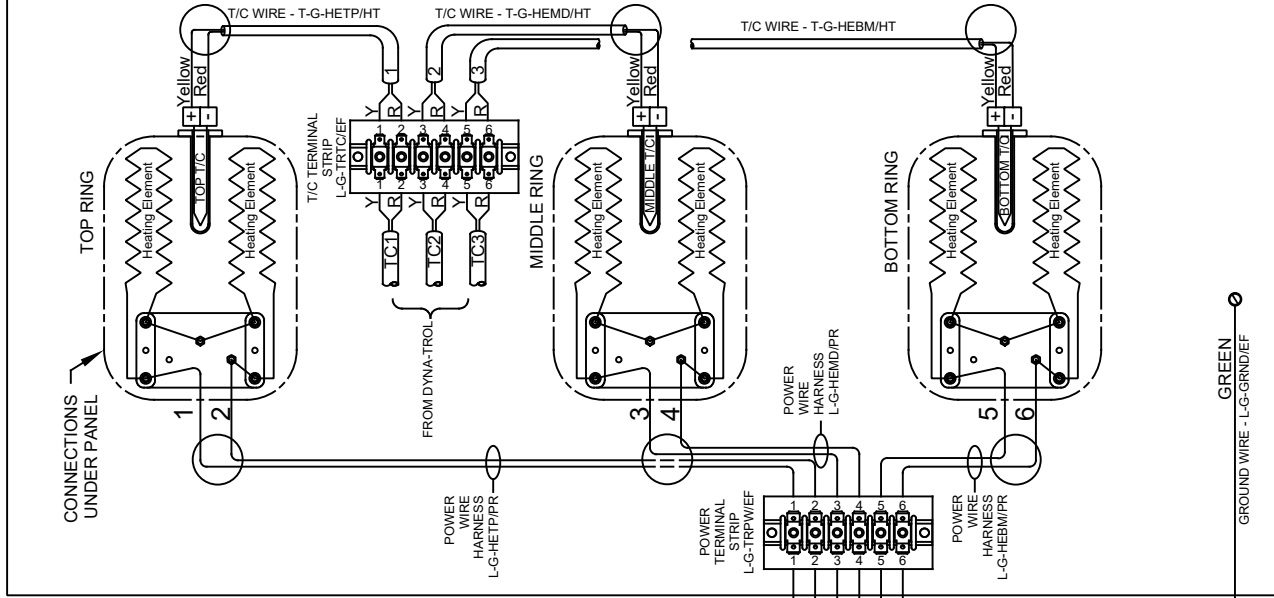 T/C WIRE - T-G-HETP/HT
T/C WIRE - T-G-HEMD/HT
T/C WIRE - T-G-HEBM/HT
Yellow
Red
+ -
TOP RING
Heating Element
TOP T/C
Heating Element
1
2
3
Y R Y R Y R
1 2 3 4 5 6
T/C TERMINAL
STRIP
L-G-TRTC/EF
1 2 3 4 5 6
Y R Y R Y R
TC1
TC2
TC3
FROM DYNA-TROL
Yellow
Red
+ -
MIDDLE RING
Heating Element
MIDDLE T/C
Heating Element
Yellow
Red
+ -
BOTTOM RING
Heating Element
BOTTOM T/C
Heating Element
CONNECTIONS
UNDER PANEL
1
2
3
4
5
6
POWER
WIRE
HARNESS
L-G-HETP/PR
POWER
WIRE
HARNESS
L-G-HEMD/PR
POWER
WIRE
HARNESS
L-G-HEBM/PR
POWER
TERMINAL
STRIP
L-G-TRPW/EF
1 2 3 4 5 6
1 2 3 4 5 6
GREEN
GROUND WIRE - L-G-GRND/EF